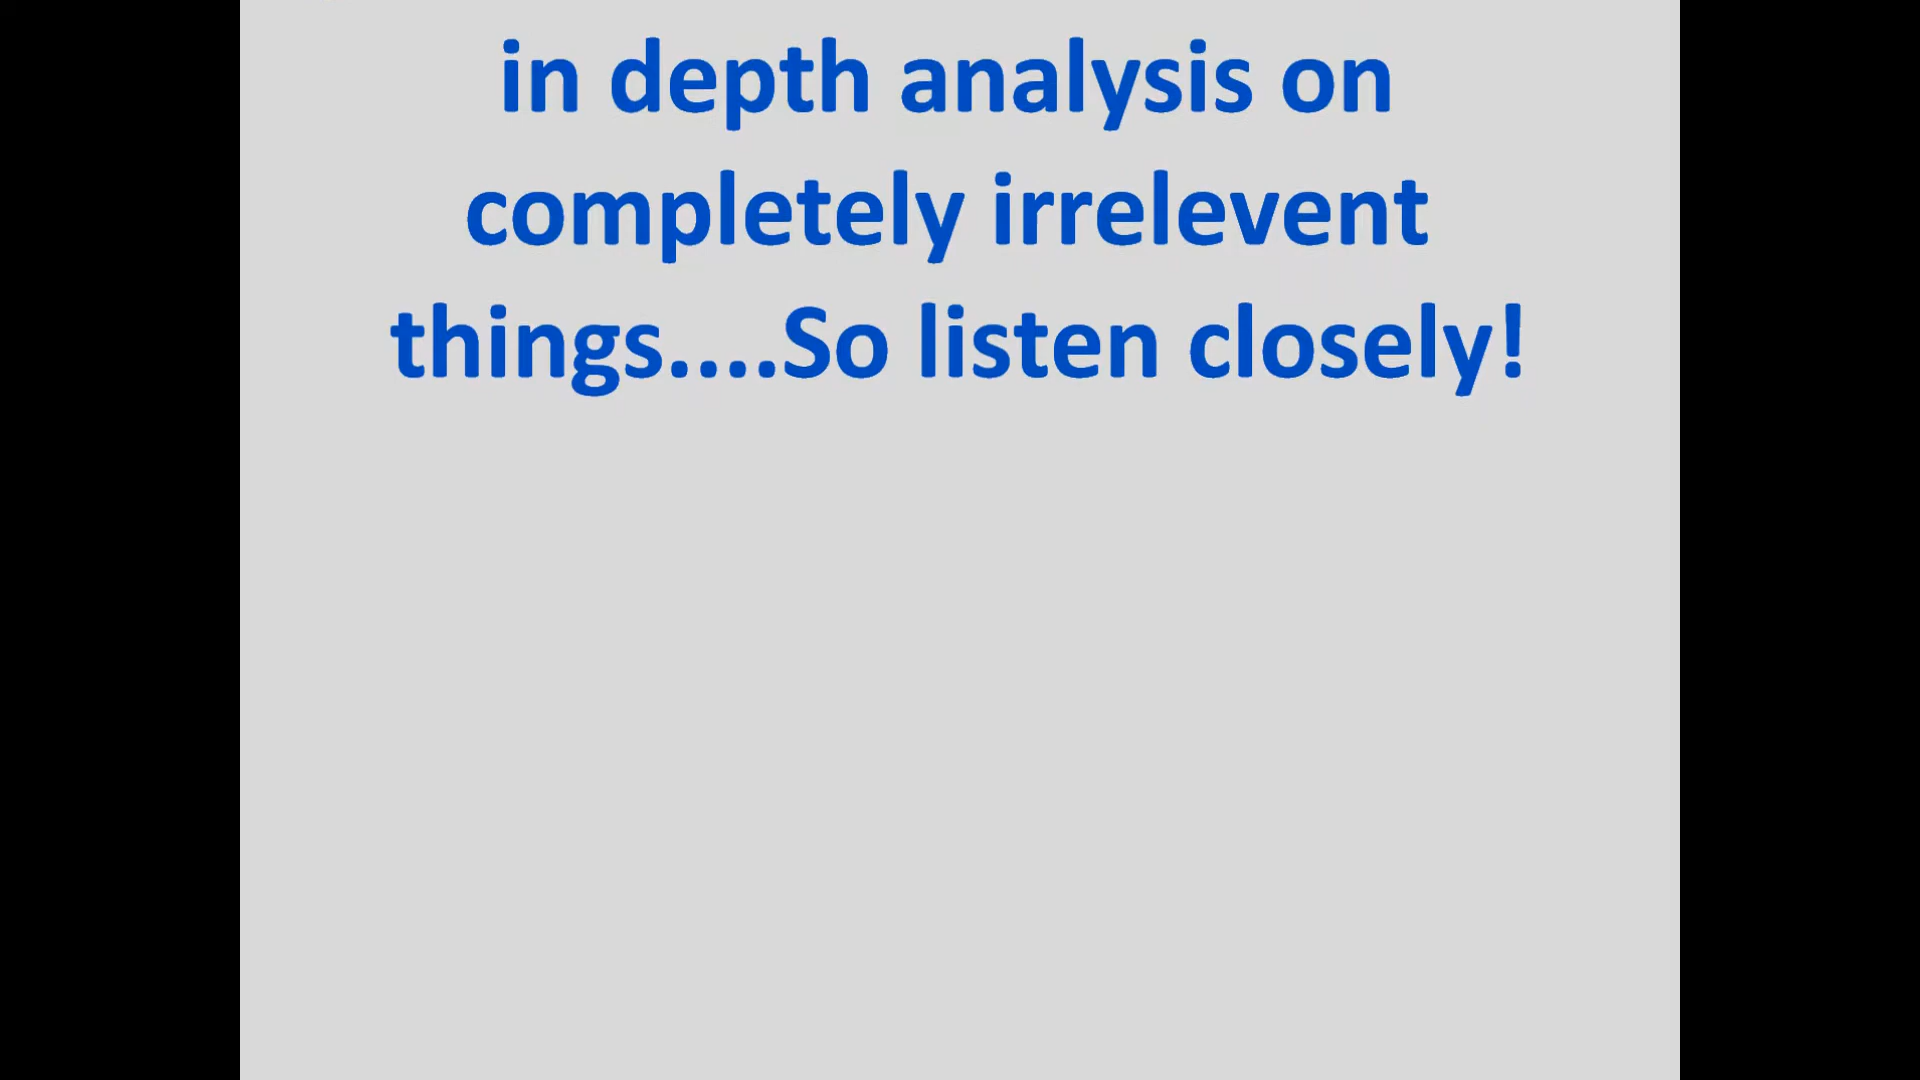 in depth analysis on
completely irrelevent
things....So listen closely!